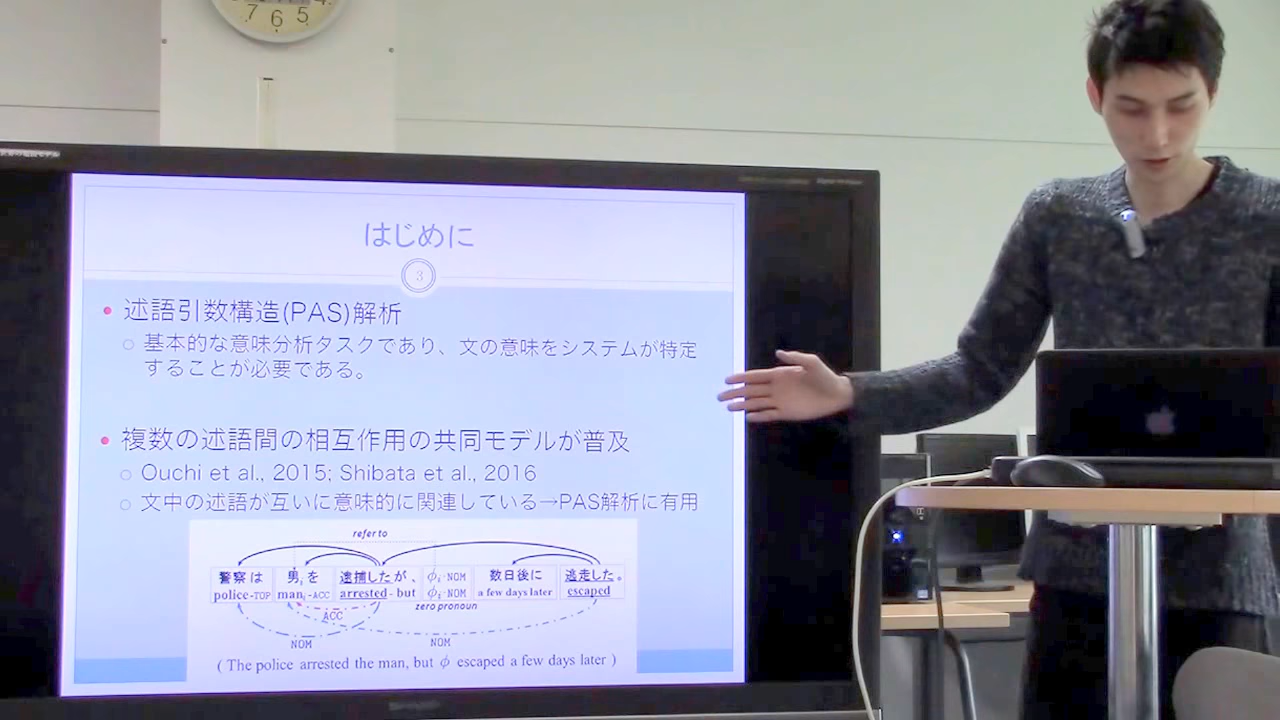 7 6 5
はじめに
3
述語引数構造(PAS)解析
基本的な意味分析タスクであり、文の意味をシステムが特定
することが必要である。
複数の述語間の相互作用の共同モデルが普及
Ouchi et al., 2015; Shibata et al., 2016
文中の述語が互いに意味的に関連している→PAS解析に有用
refer to
警察は 男i を 逮捕したが、 ϕi-NOM 数日後に 逃走した。
police-TOP mani-ACC arrested-but ϕi-NOM a few days later escaped
zero pronoun
ACC
NOM NOM
( The police arrested the man, but ϕ escaped a few days later )